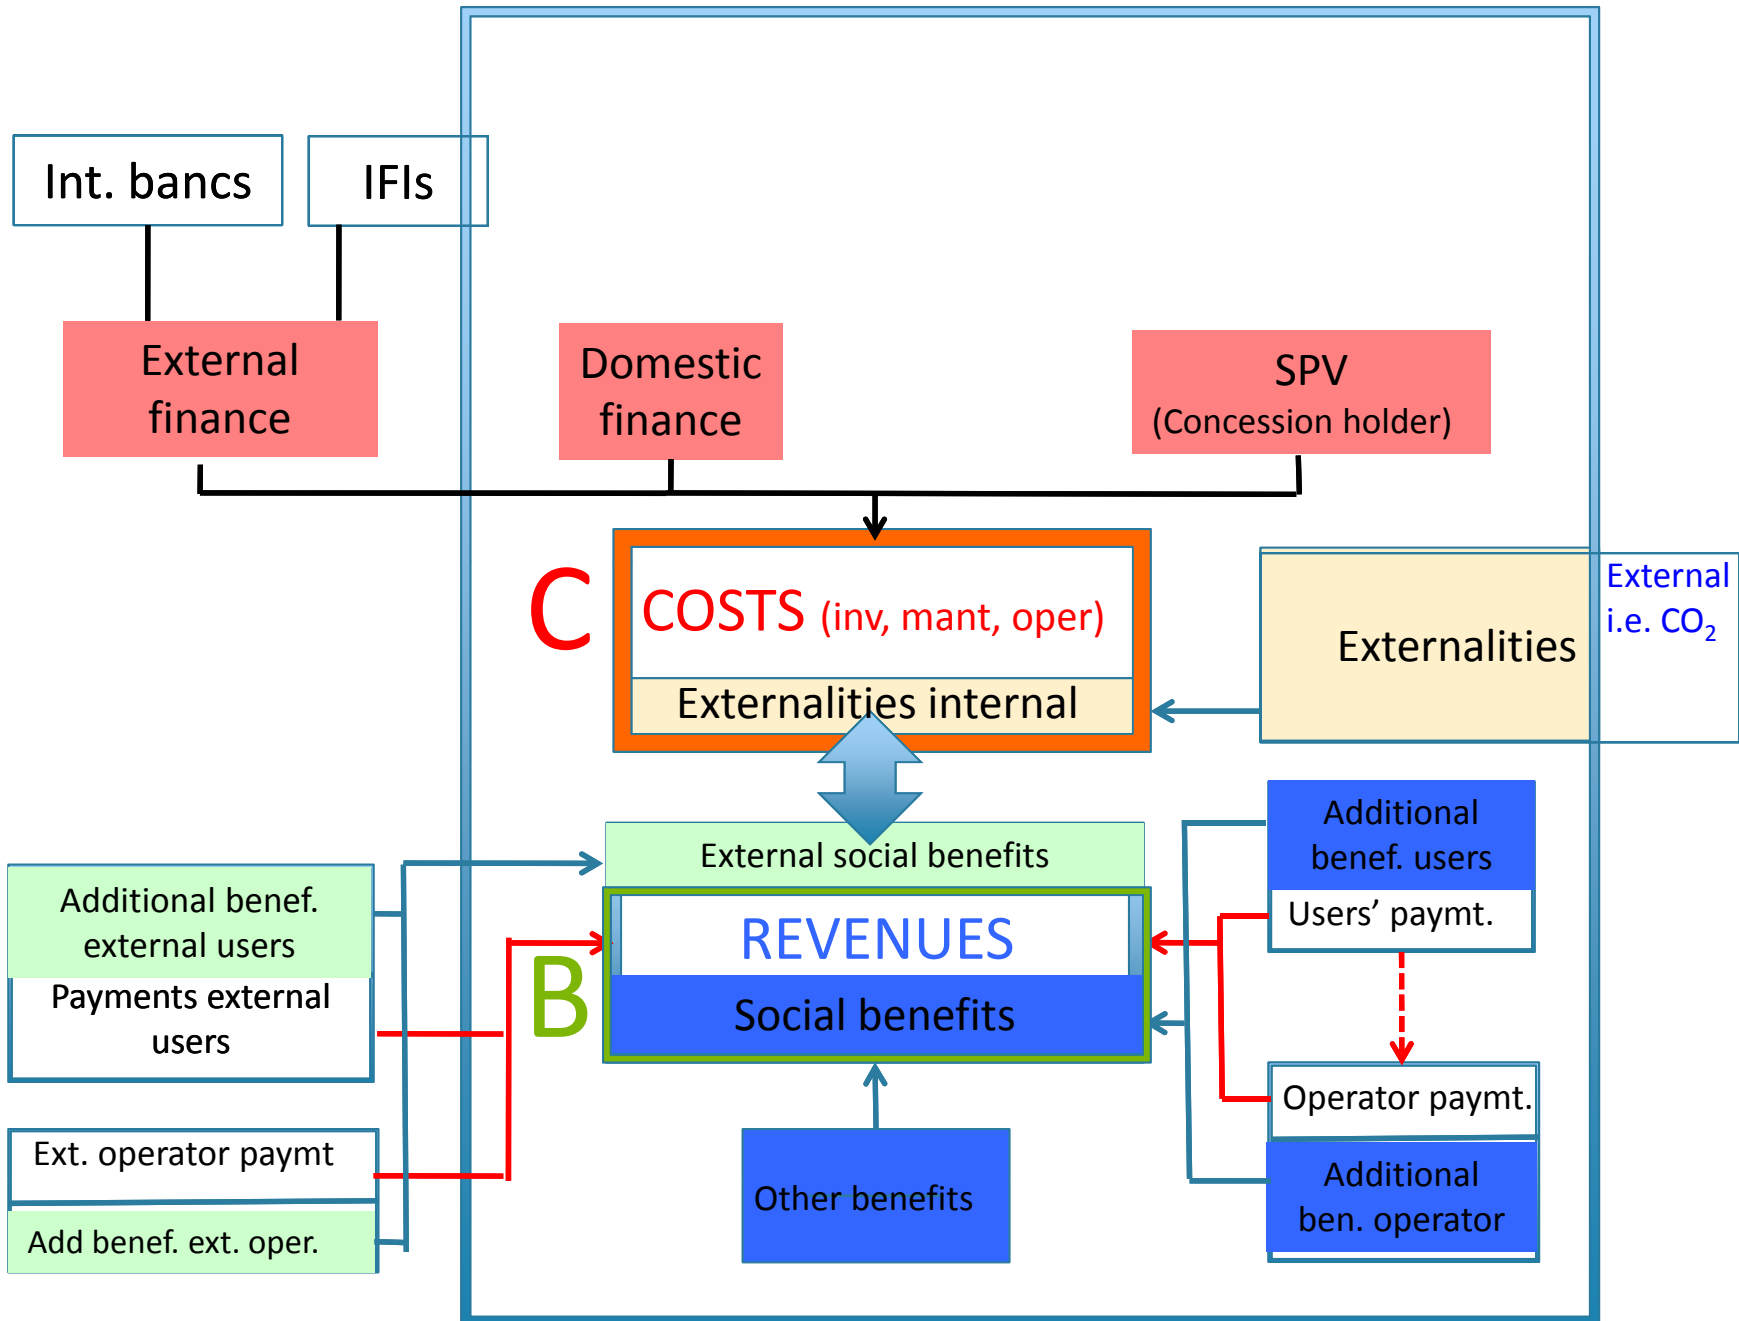 Int. bancs
IFIs
External
finance
Domestic
finance
SPV
(Concession holder)
C
COSTS (inv, mant, oper)
Externalities internal
Externalities
External
i.e. CO₂
External social benefits
B
REVENUES
Social benefits
Other benefits
Additional benef.
external users
Payments external
users
Ext. operator paymt
Add benef. ext. oper.
Additional
benef. users
Users’ paymt.
Operator paymt.
Additional
ben. operator